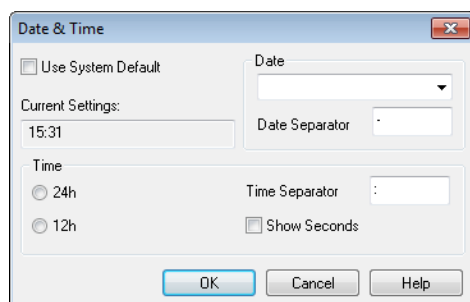 Date & Time
Use System Default
Date
Current Settings:
15:31
Date Separator
-
Time
24h
Time Separator
:
12h
Show Seconds
OK
Cancel
Help